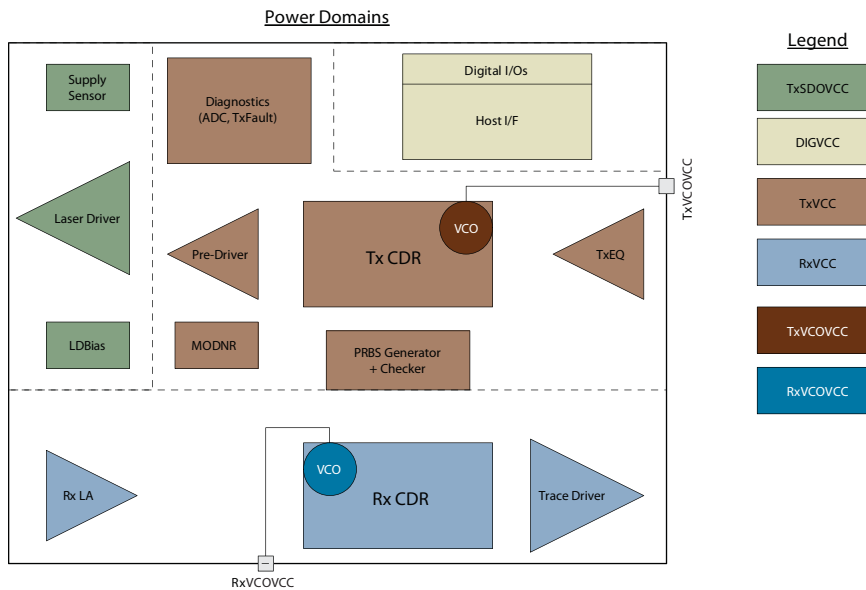 Power Domains
Legend
Supply
Sensor
Diagnostics
(ADC, TxFault)
Digital I/Os
Host I/F
TxSDOVCC
DIGVCC
TxVCC
RxVCC
TxVCOVCC
RxVCOVCC
TxVCOVCC
Laser Driver
Pre-Driver
Tx CDR
VCO
TxEQ
LDBias
MODNR
PRBS Generator
+ Checker
Rx LA
VCO
Rx CDR
Trace Driver
RxVCOVCC